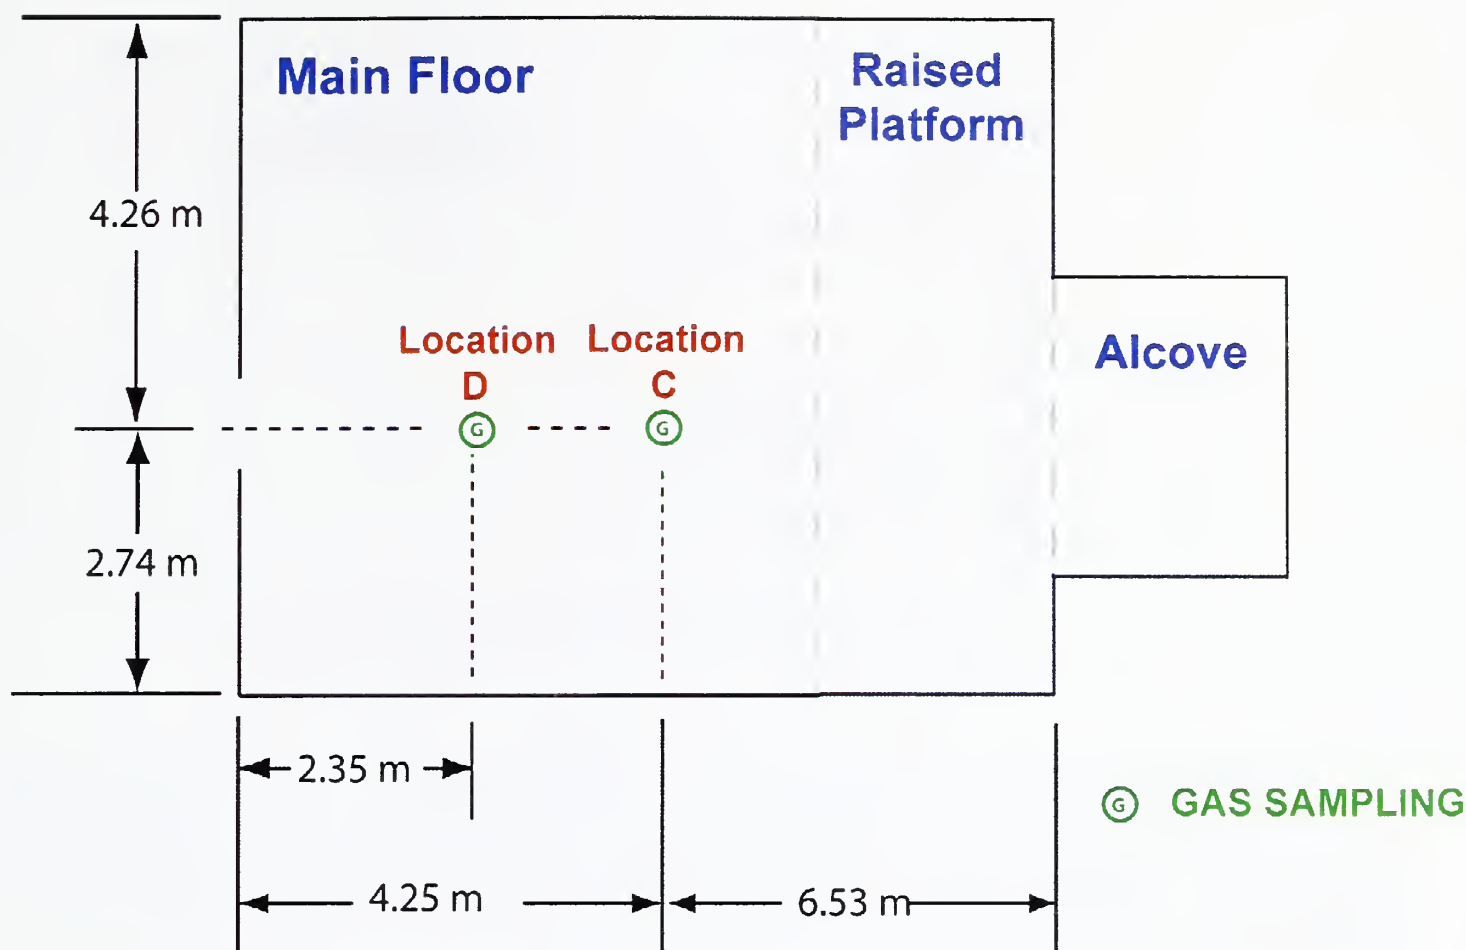 Main Floor
Raised
Platform
4.26 m
Location
D
Location
C
Alcove
G
G
2.74 m
2.35 m
G GAS SAMPLING
4.25 m
6.53 m